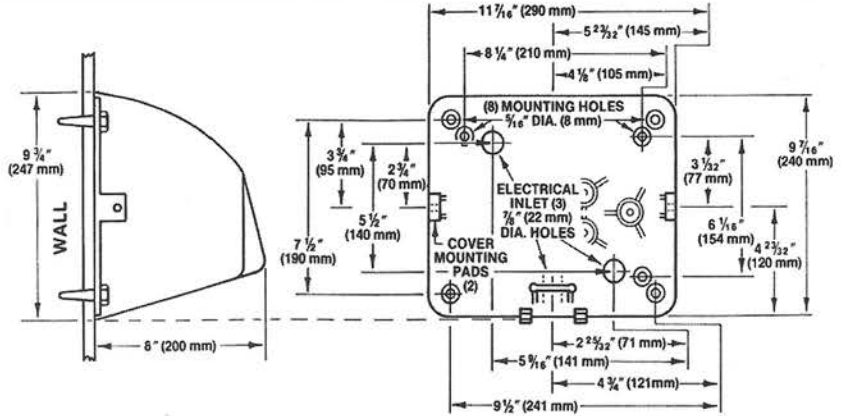 11 7/16" (290 mm)
5 23/32" (145 mm)
8 1/4" (210 mm)
4 1/8" (105 mm)
(8) MOUNTING HOLES
5/16" DIA. (8 mm)
9 3/4"
(247 mm)
WALL
8" (200 mm)
3 3/4"
(95 mm)
2 3/4"
(70 mm)
5 1/2"
(140 mm)
7 1/2"
(190 mm)
ELECTRICAL
INLET (3)
7/8" (22 mm)
DIA. HOLES
COVER
MOUNTING
PADS
(2)
3 1/32"
(77 mm)
9 7/16"
(240 mm)
6 1/16"
(154 mm)
4 23/32"
(120 mm)
2 25/32" (71 mm)
5 9/16" (141 mm)
4 3/4" (121mm)
9 1/2" (241 mm)